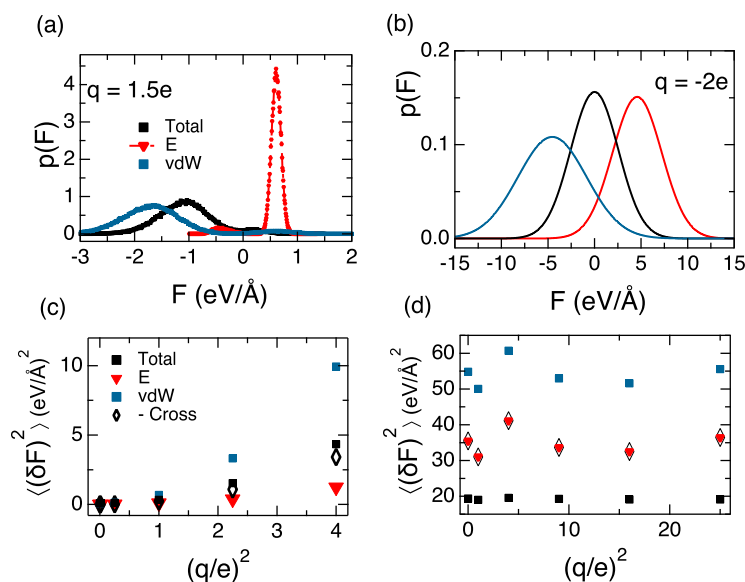 (a)
q = 1.5e
Total
E
vdW
p(F)
4
3
2
1
0
-3 -2 -1 0 1 2
F (eV/Å)
(b)
q = -2e
p(F)
0.2
0.1
0.0
-15 -10 -5 0 5 10 15
F (eV/Å)
(c)
Total
E
vdW
- Cross
⟨(δF)²⟩ (eV/Å)²
10
5
0
0 1 2 3 4
(q/e)²
(d)
⟨(δF)²⟩ (eV/Å)²
60
50
40
30
20
0 10 20
(q/e)²